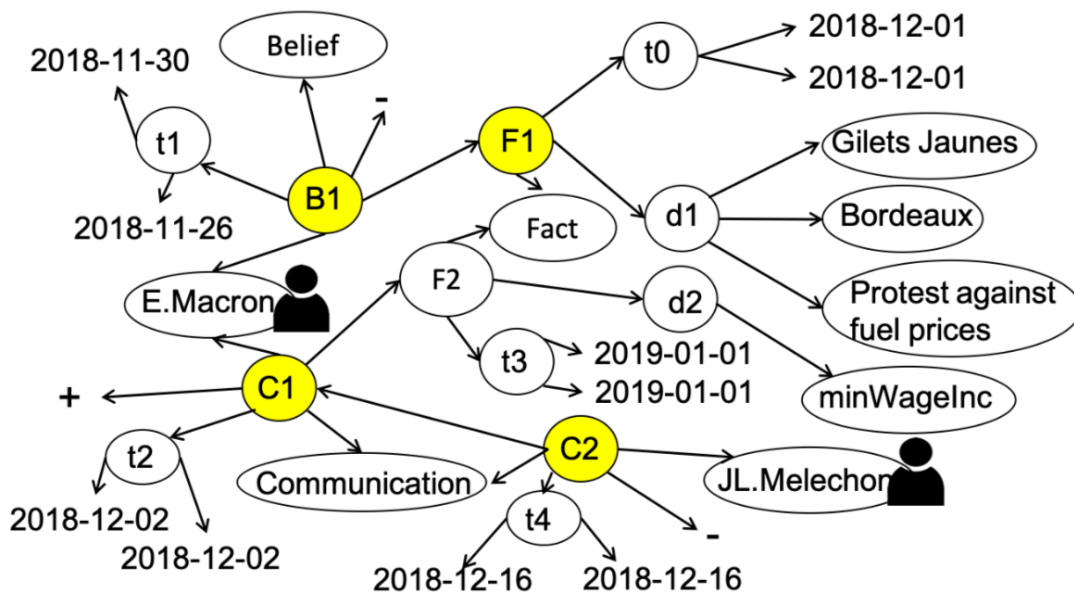 2018-12-01
Belief
t0
2018-11-30
2018-12-01
-
t1
F1
Gilets Jaunes
B1
Bordeaux
2018-11-26
d1
Fact
F2
E.Macron
d2
Protest against
fuel prices
t3
2019-01-01
2019-01-01
+
C1
minWageInc
t2
C2
Communication
JL.Melechon
2018-12-02
t4
-
2018-12-02
2018-12-16
2018-12-16